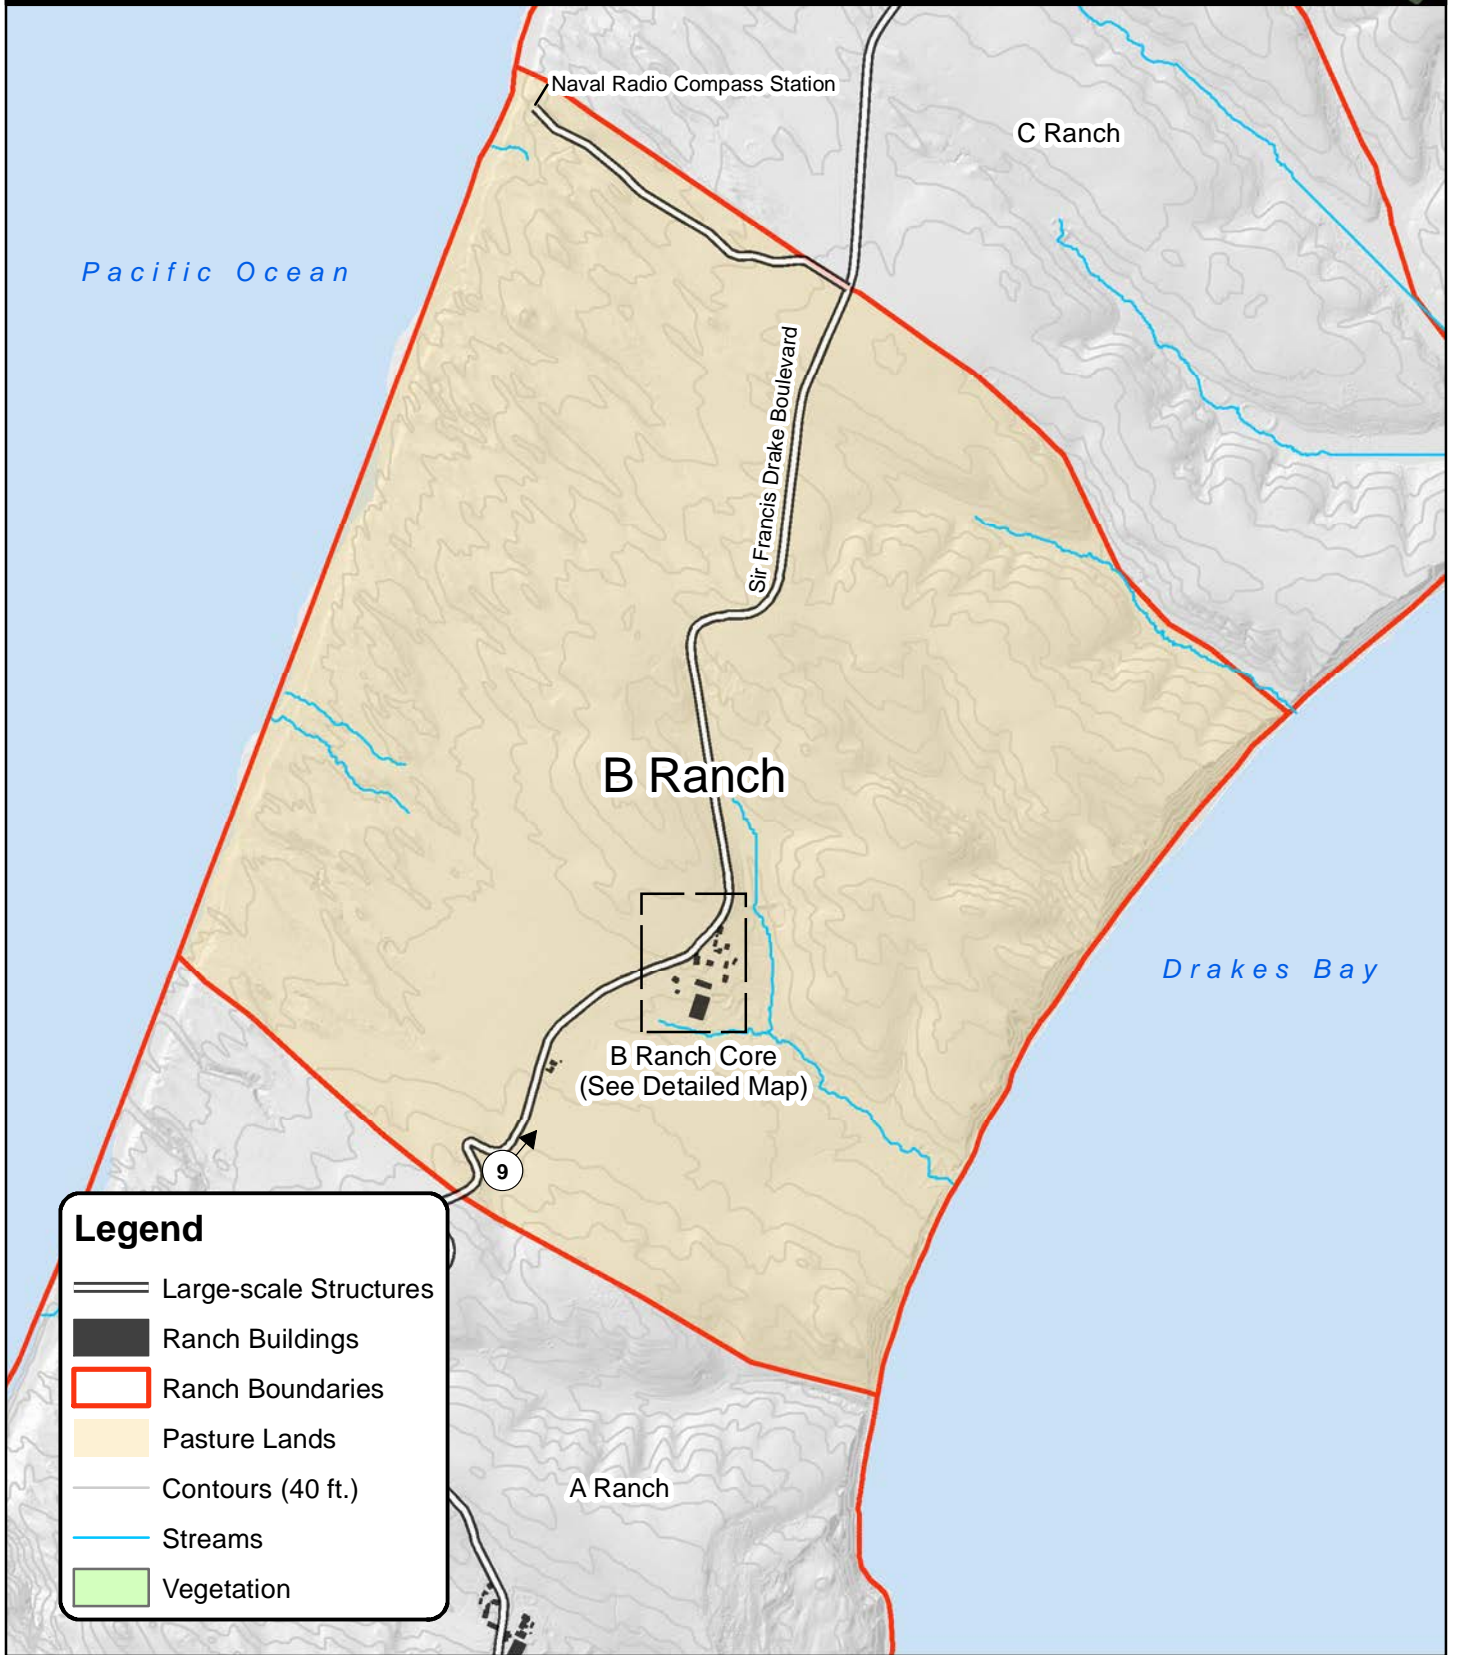 Naval Radio Compass Station
C Ranch
Pacific Ocean
Sir Francis Drake Boulevard
B Ranch
Drakes Bay
B Ranch Core
(See Detailed Map)
9
Legend
Large-scale Structures
Ranch Buildings
Ranch Boundaries
Pasture Lands
Contours (40 ft.)
Streams
Vegetation
A Ranch